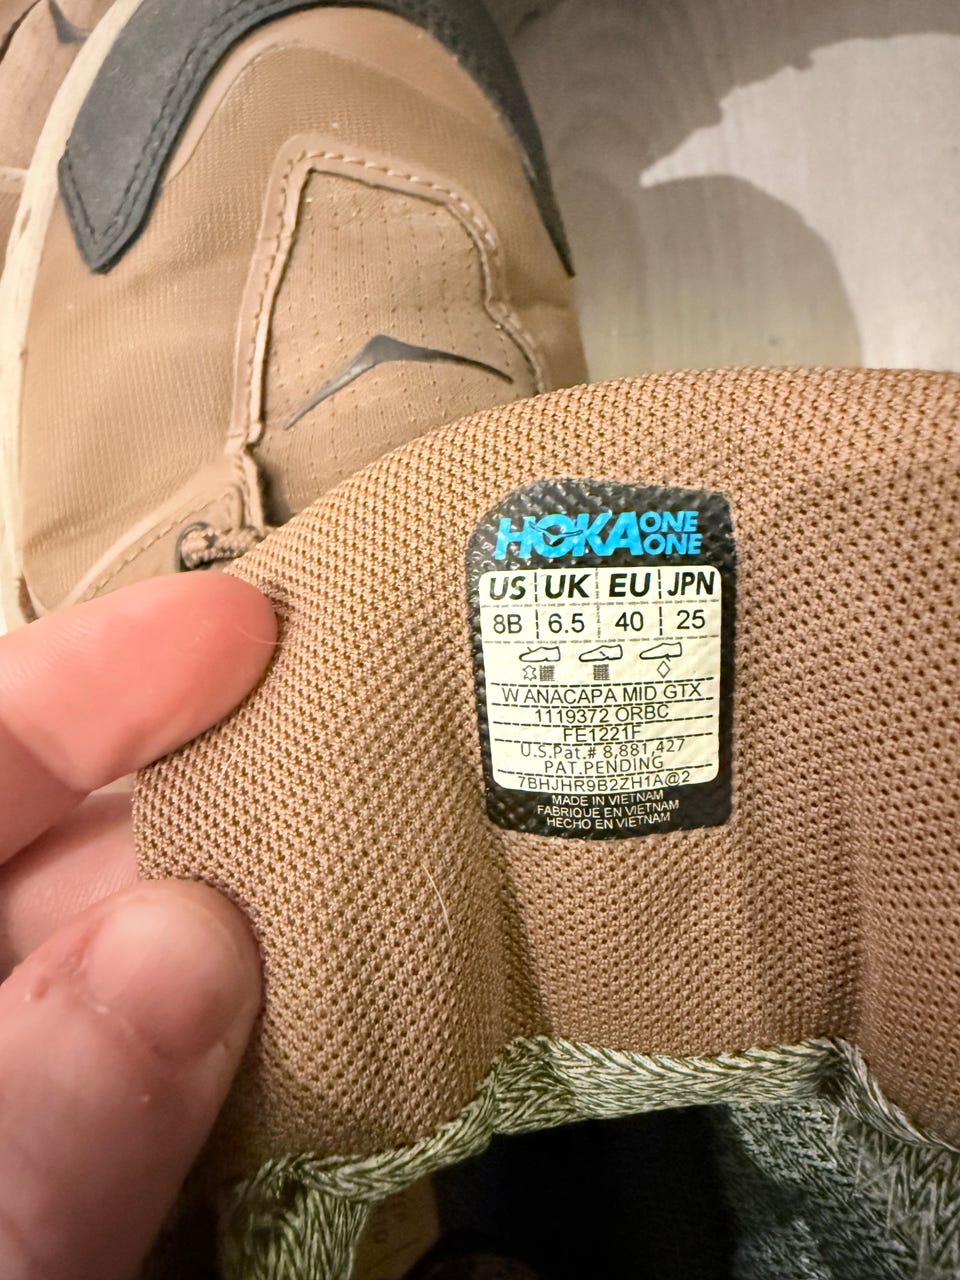 HOKA ONE ONE
US UK EU JPN
8B 6.5 40 25
W ANACAPA MID GTX
1119372 ORBC
FE1221F
U.S.Pat.# 8,881,427
PAT.PENDING
7BHJHR9B2ZH1A@2
MADE IN VIETNAM
FABRIQUE EN VIETNAM
HECHO EN VIETNAM